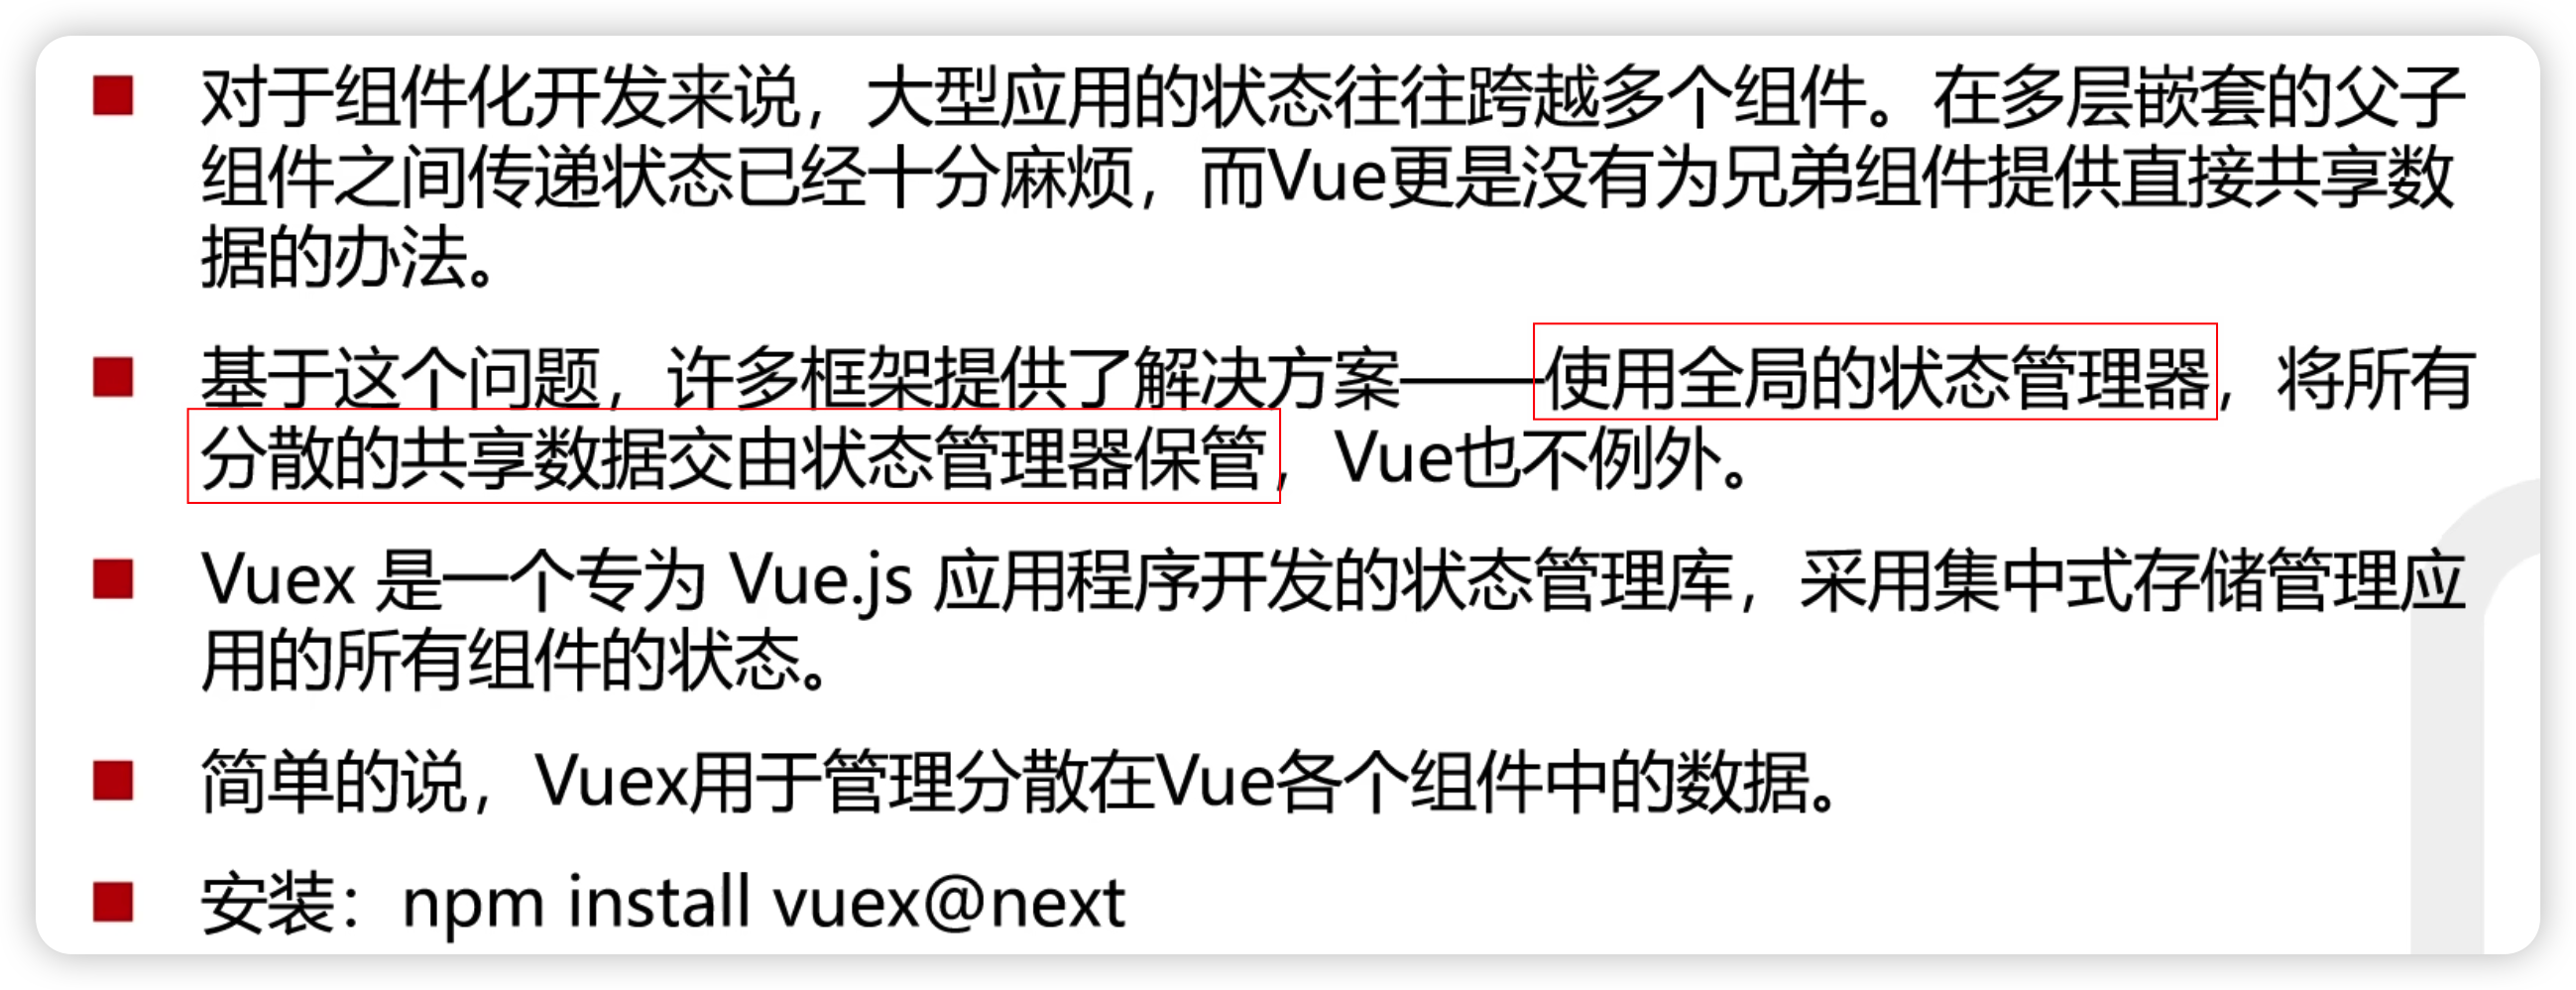 对于组件化开发来说，大型应用的状态往往跨越多个组件。在多层嵌套的父子
组件之间传递状态已经十分麻烦，而Vue更是没有为兄弟组件提供直接共享数
据的办法。
基于这个问题，许多框架提供了解决方案——使用全局的状态管理器，将所有
分散的共享数据交由状态管理器保管，Vue也不例外。
Vuex 是一个专为 Vue.js 应用程序开发的状态管理库，采用集中式存储管理应
用的所有组件的状态。
简单的说，Vuex用于管理分散在Vue各个组件中的数据。
安装：npm install vuex@next